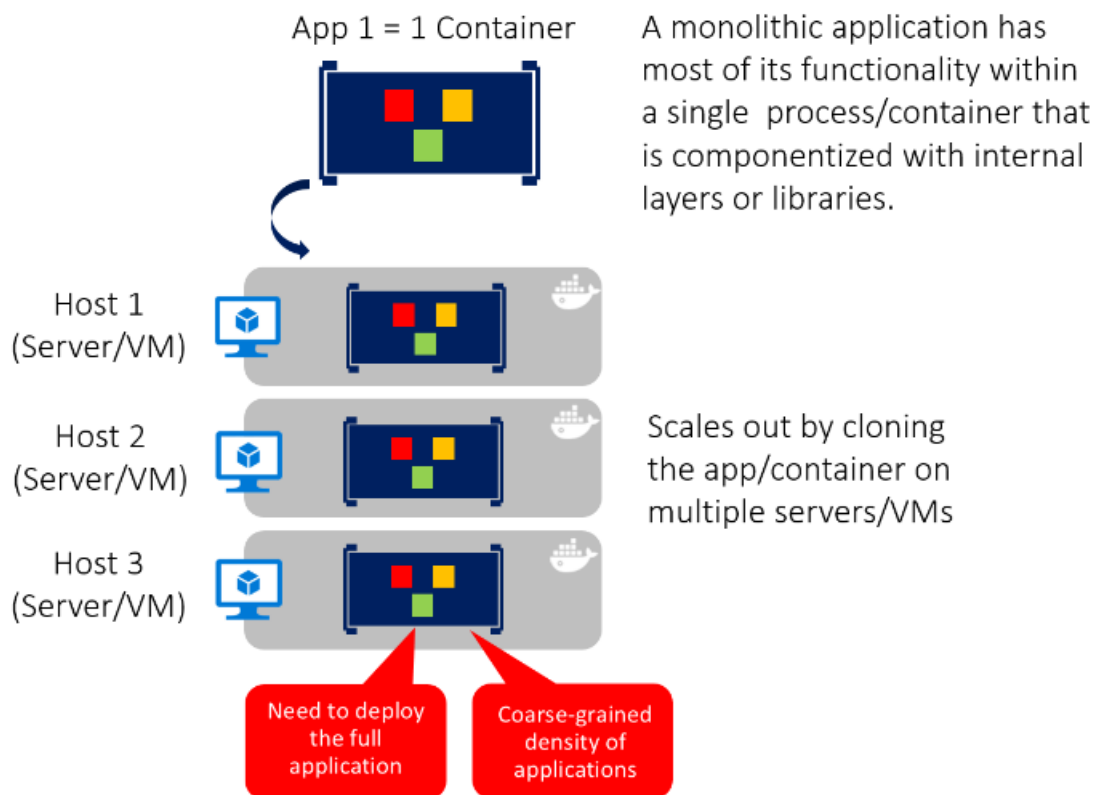 App 1 = 1 Container
A monolithic application has
most of its functionality within
a single process/container that
is componentized with internal
layers or libraries.
Host 1
(Server/VM)
Host 2
(Server/VM)
Scales out by cloning
the app/container on
multiple servers/VMs
Host 3
(Server/VM)
Need to deploy
the full
application
Coarse-grained
density of
applications